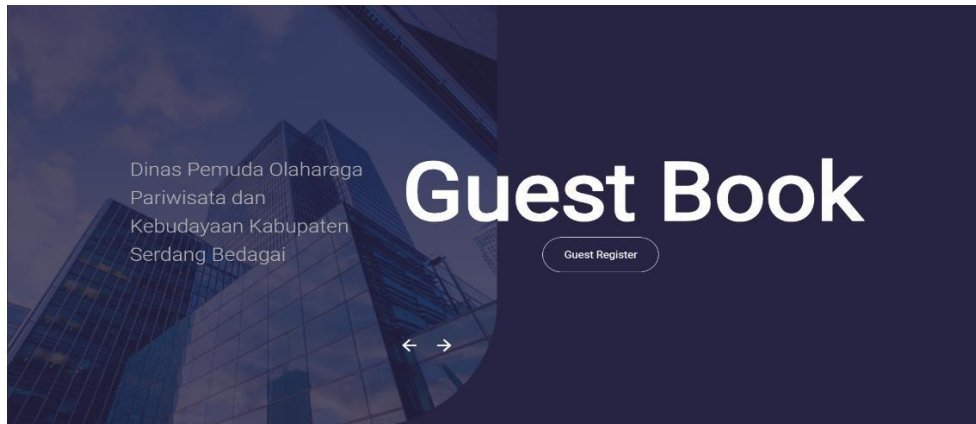 Dinas Pemuda Olaharaga
Pariwisata dan
Kebudayaan Kabupaten
Serdang Bedagai
Guest Book
Guest Register